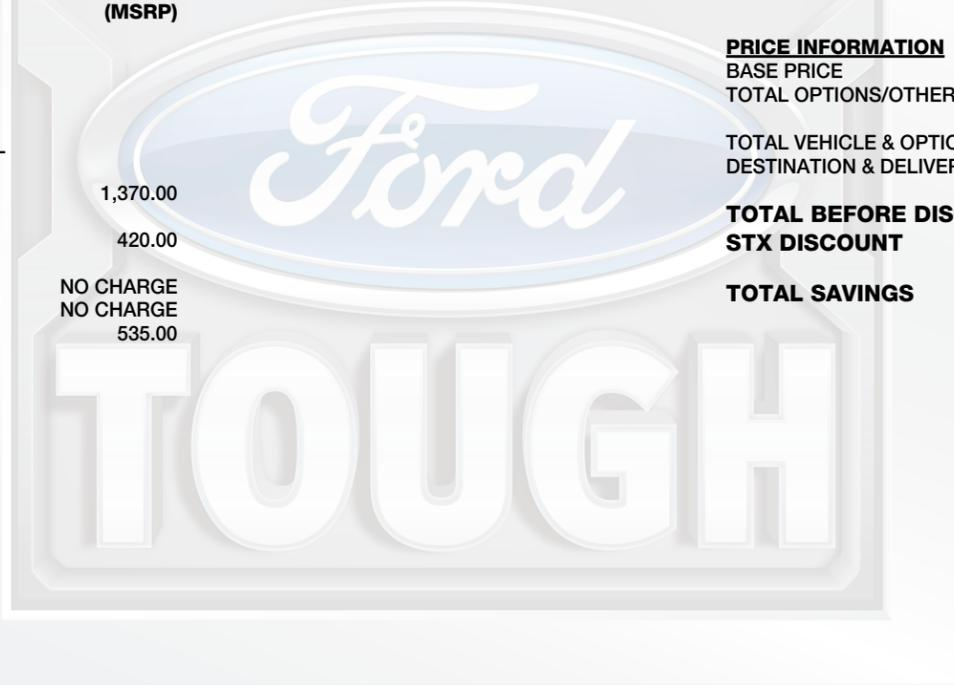 (MSRP)
1,370.00
420.00
NO CHARGE
NO CHARGE
535.00
PRICE INFORMATION
BASE PRICE
TOTAL OPTIONS/OTHER
TOTAL VEHICLE & OPTIO
DESTINATION & DELIVER
TOTAL BEFORE DIS
STX DISCOUNT
TOTAL SAVINGS
Ford
TOUGH